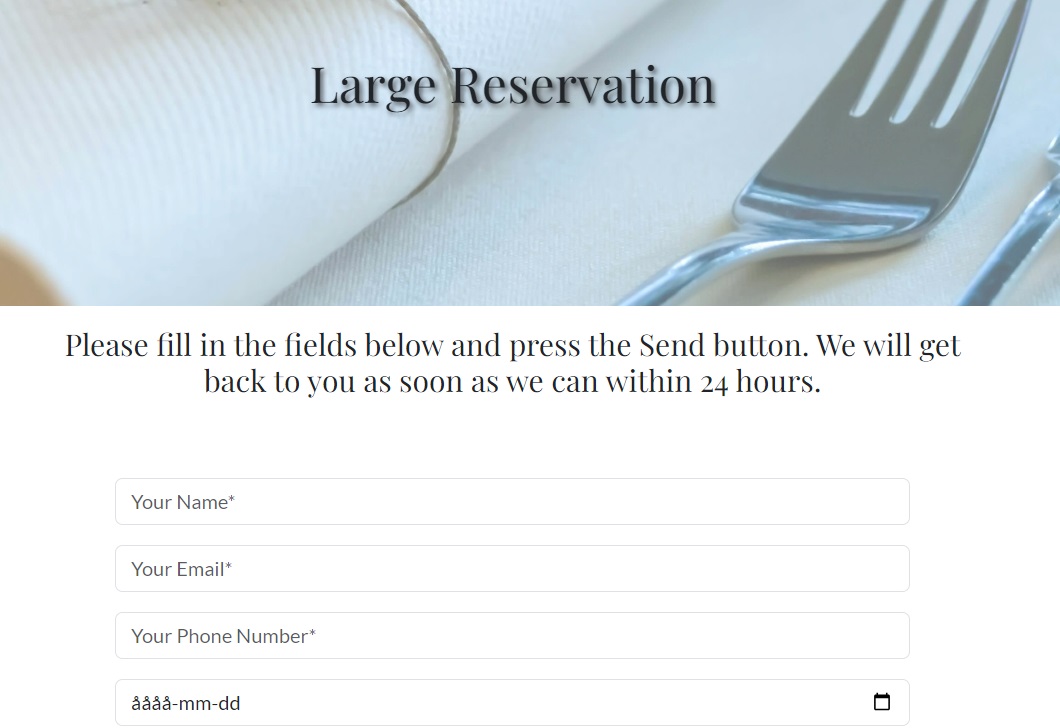 Large Reservation
Please fill in the fields below and press the Send button. We will get
back to you as soon as we can within 24 hours.
Your Name*
Your Email*
Your Phone Number*
åååå-mm-dd